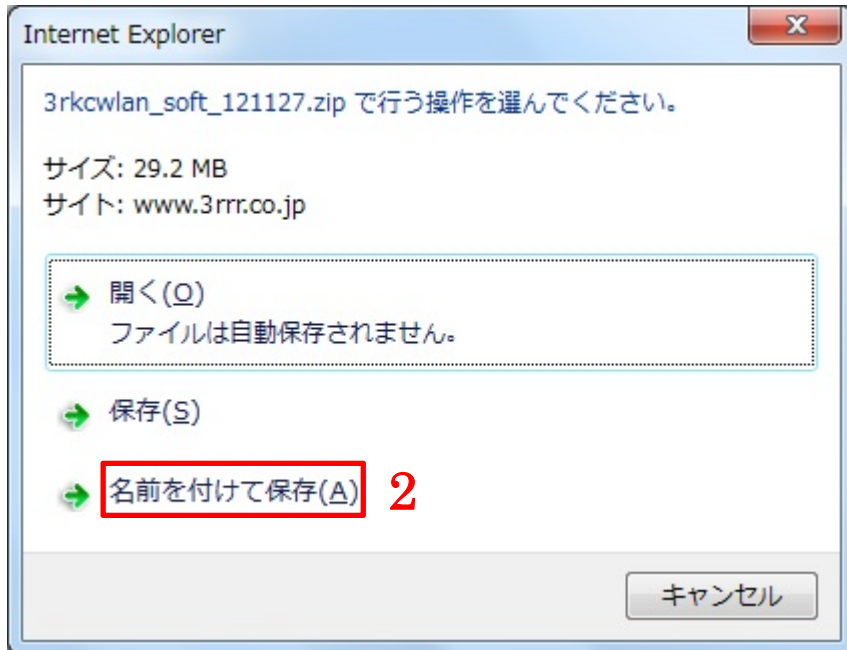 Internet Explorer
3rkcwlan_soft_121127.zip で行う操作を選んでください。
サイズ: 29.2 MB
サイト: www.3rrr.co.jp
開く(O)
ファイルは自動保存されません。
保存(S)
名前を付けて保存(A) 2
キャンセル